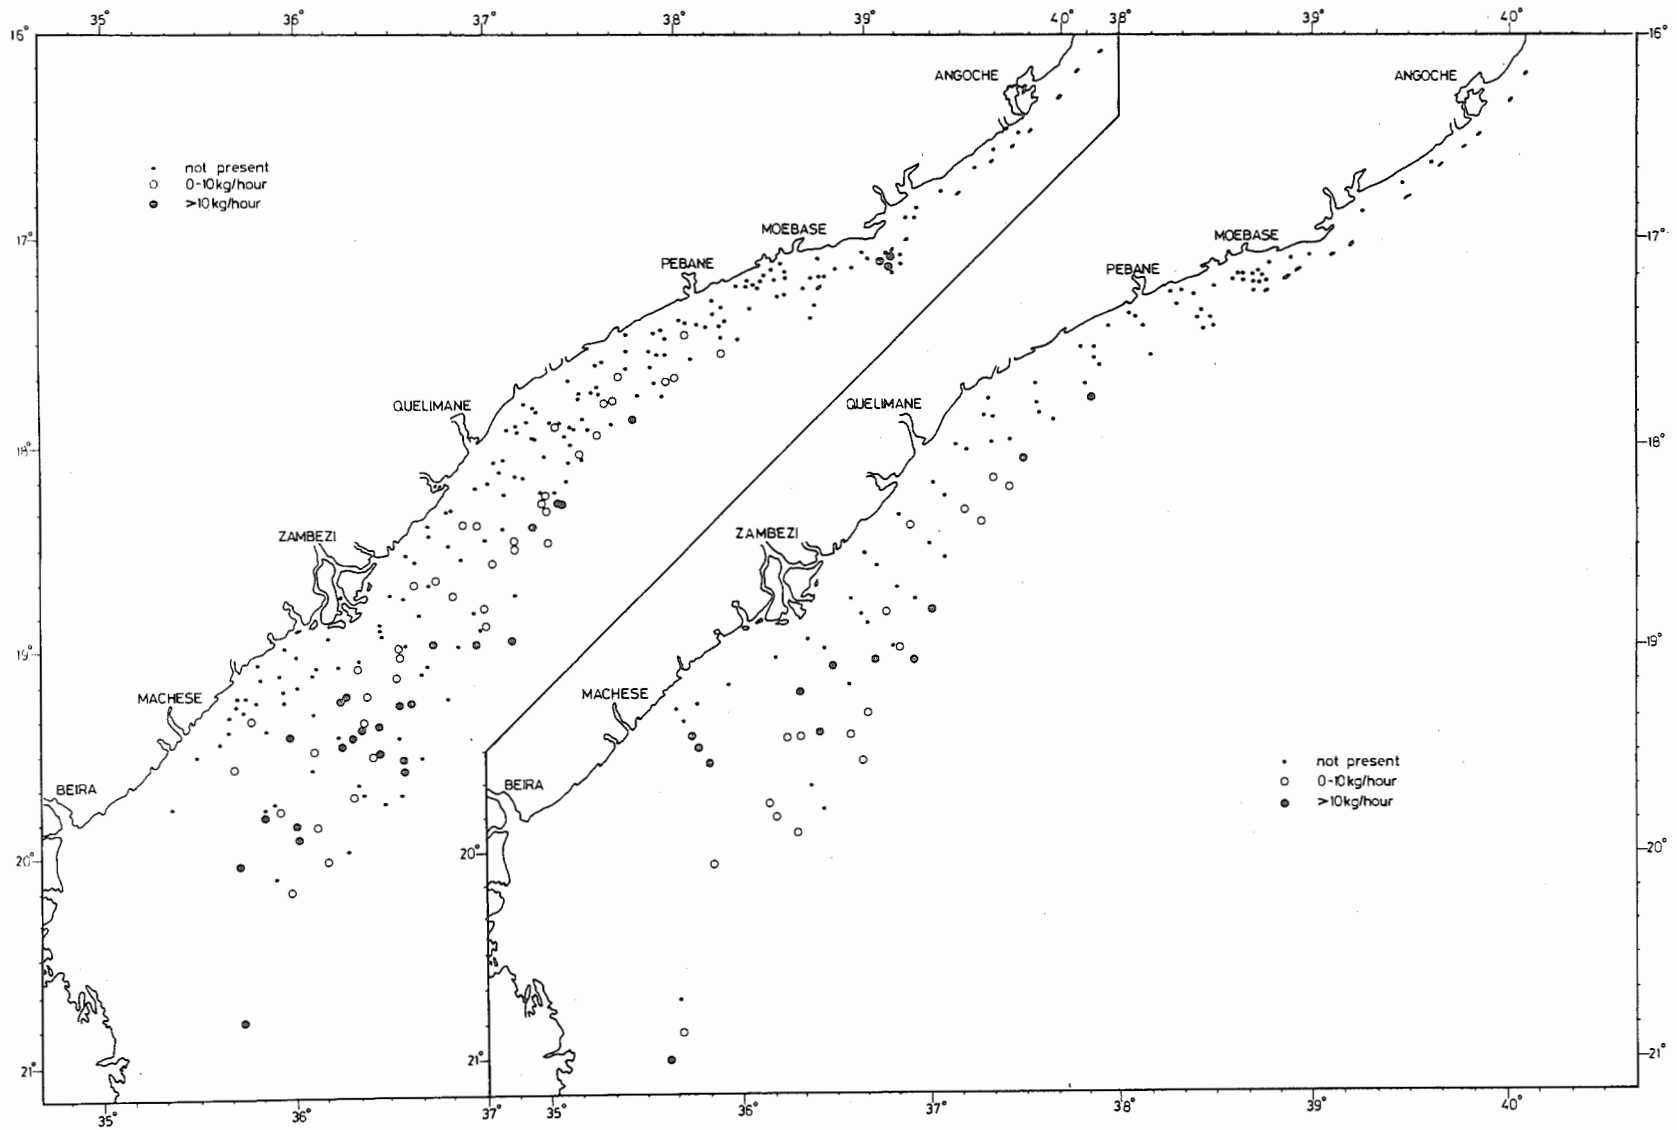 35° 36° 37° 38° 39° 40° 38° 39° 40°
16° 16°
ANGOCHE ANGOCHE
not present
0-10kg/hour
>10kg/hour
MOEBASE MOEBASE
17° 17°
PEBANE PEBANE
QUELIMANE QUELIMANE
18° 18°
ZAMBEZI ZAMBEZI
19° 19°
MACHESE MACHESE
not present
0-10kg/hour
>10kg/hour
BEIRA BEIRA
20° 20° 20°
21° 21° 21°
35° 36° 37° 35° 36° 37° 38° 39° 40°